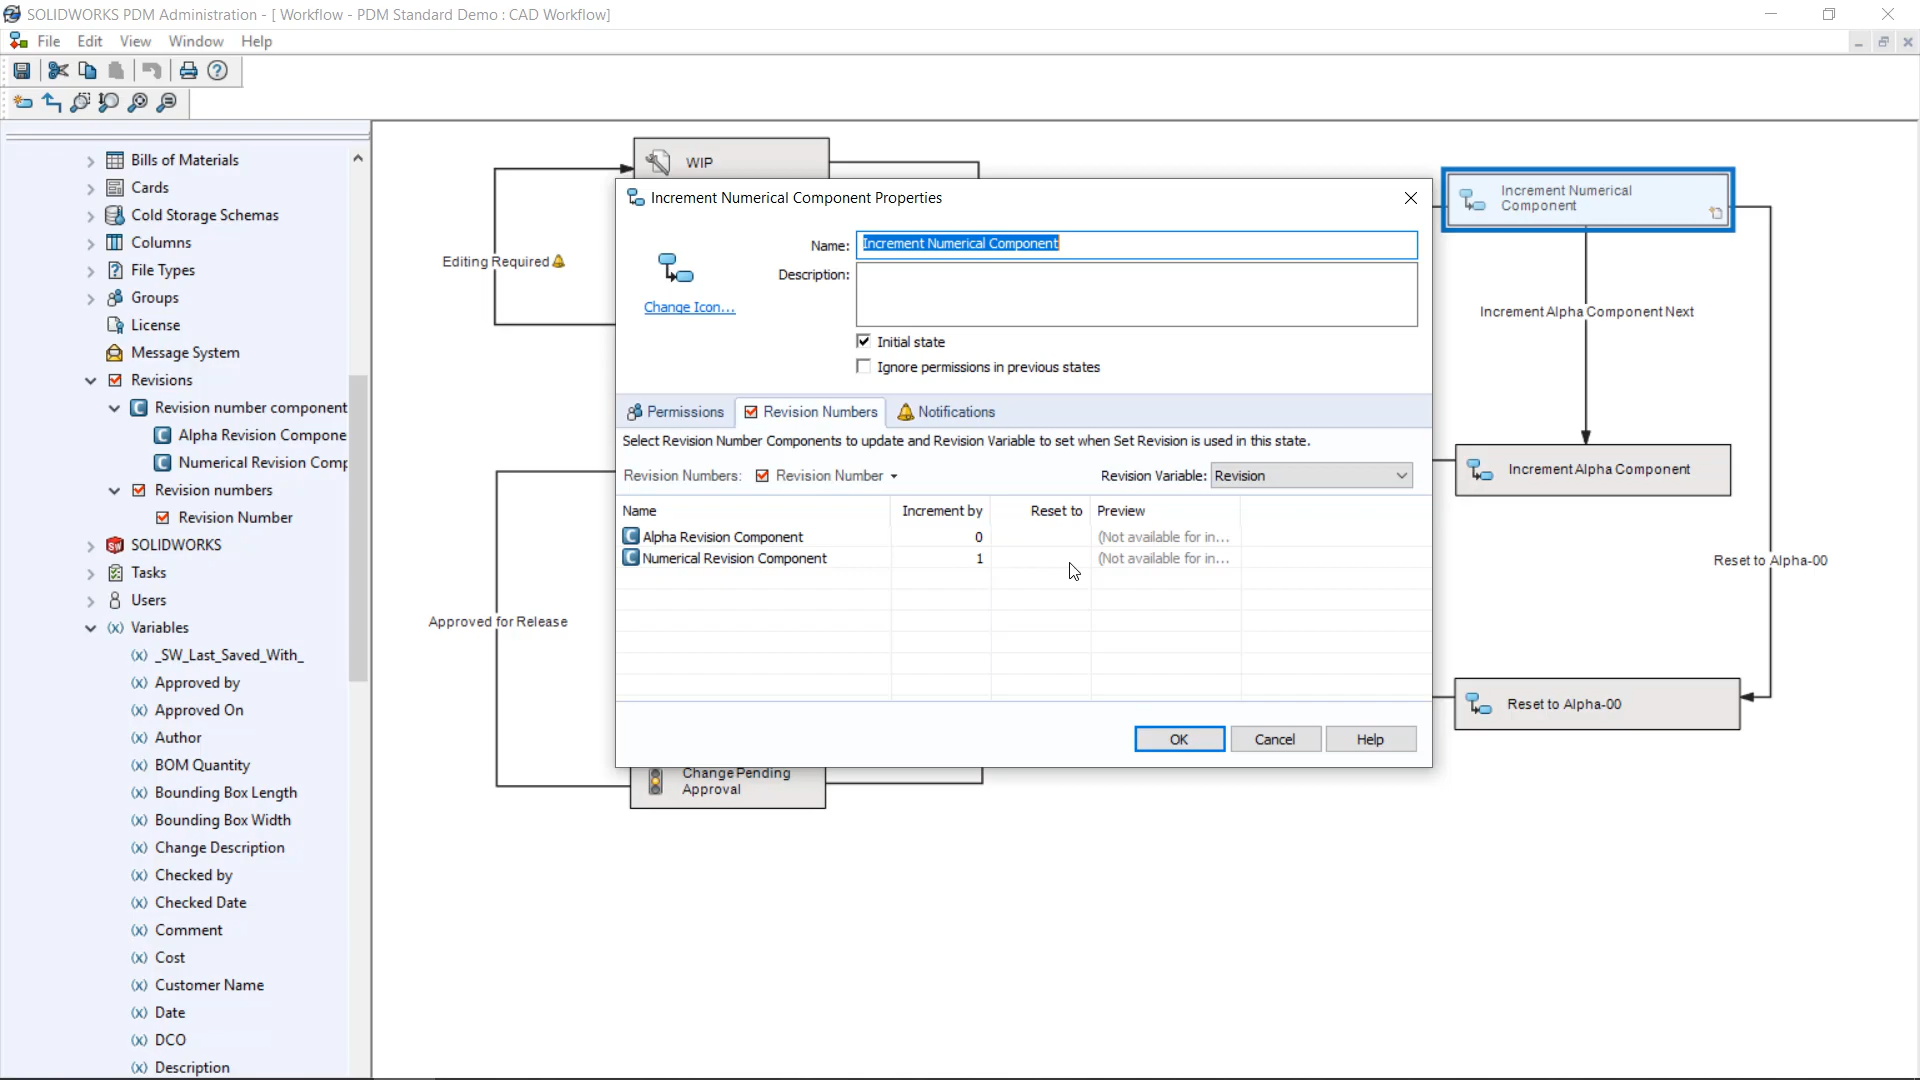 SOLIDWORKS PDM Administration - [ Workflow - PDM Standard Demo : CAD Workflow]
File Edit View Window Help
Bills of Materials
Cards
Cold Storage Schemas
Columns
File Types
Groups
License
Message System
Revisions
Revision number component
Alpha Revision Compone
Numerical Revision Comp
Revision numbers
Revision Number
SOLIDWORKS
Tasks
Users
Variables
(x) _SW_Last_Saved_With_
(x) Approved by
(x) Approved On
(x) Author
(x) BOM Quantity
(x) Bounding Box Length
(x) Bounding Box Width
(x) Change Description
(x) Checked by
(x) Checked Date
(x) Comment
(x) Cost
(x) Customer Name
(x) Date
(x) DCO
(x) Description
WIP
Editing Required
Approved for Release
Change Pending
Approval
Increment Numerical Component Properties
Change Icon...
Name: Increment Numerical Component
Description:
Initial state
Ignore permissions in previous states
Permissions Revision Numbers Notifications
Select Revision Number Components to update and Revision Variable to set when Set Revision is used in this state.
Revision Numbers: Revision Number Revision Variable: Revision
Name Increment by Reset to Preview
Alpha Revision Component 0 (Not available for in...
Numerical Revision Component 1 (Not available for in...
OK Cancel Help
Increment Numerical
Component
Increment Alpha Component Next
Increment Alpha Component
Reset to Alpha-00
Reset to Alpha-00